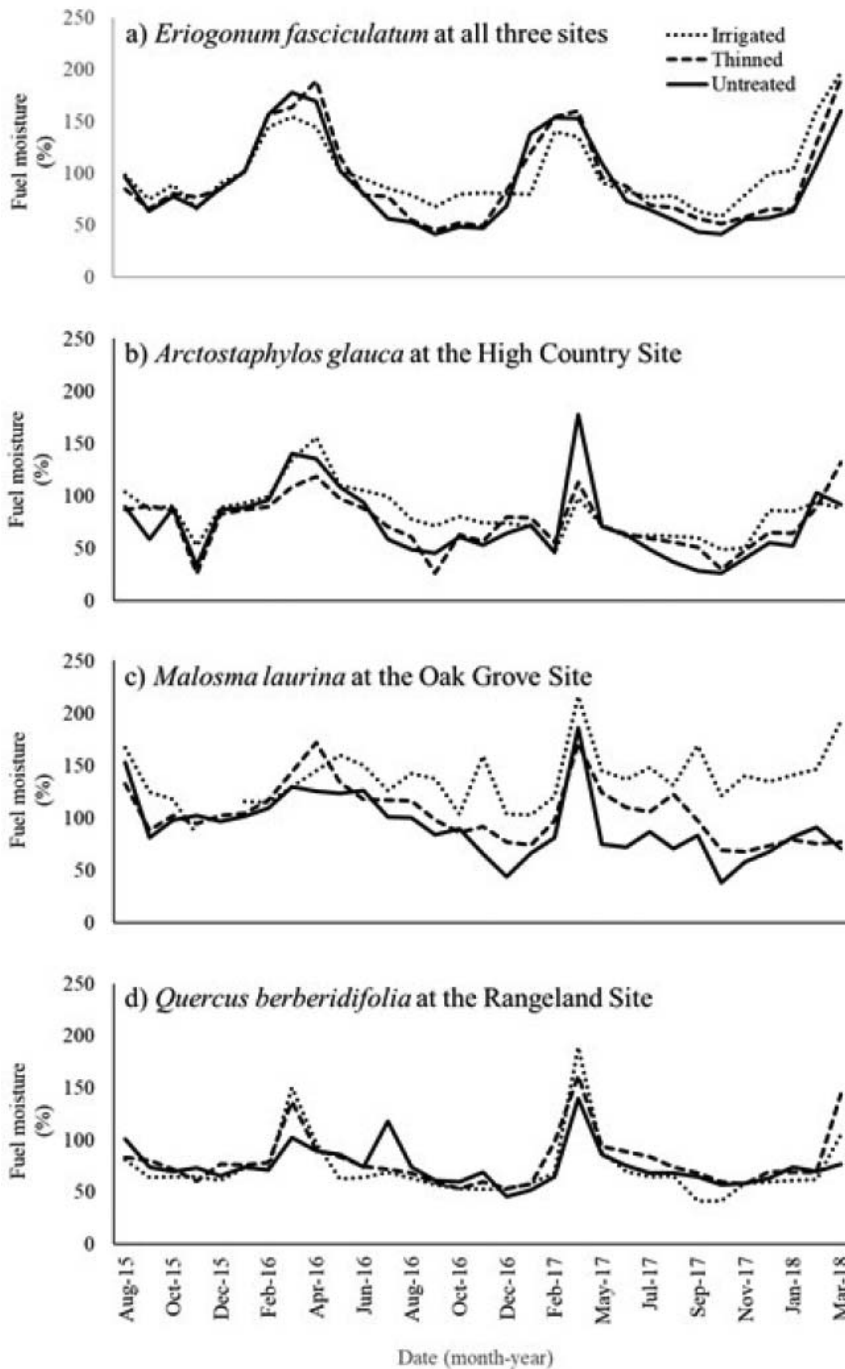 a) Eriogonum fasciculatum at all three sites
Irrigated
Thinned
Untreated
Fuel moisture
(%)
250
200
150
100
50
0
b) Arctostaphylos glauca at the High Country Site
Fuel moisture
(%)
250
200
150
100
50
0
c) Malosma laurina at the Oak Grove Site
Fuel moisture
(%)
250
200
150
100
50
0
d) Quercus berberidifolia at the Rangeland Site
Fuel moisture
(%)
250
200
150
100
50
0
Aug-15
Oct-15
Dec-15
Feb-16
Apr-16
Jun-16
Aug-16
Oct-16
Dec-16
Feb-17
May-17
Jul-17
Sep-17
Nov-17
Jan-18
Mar-18
Date (month-year)